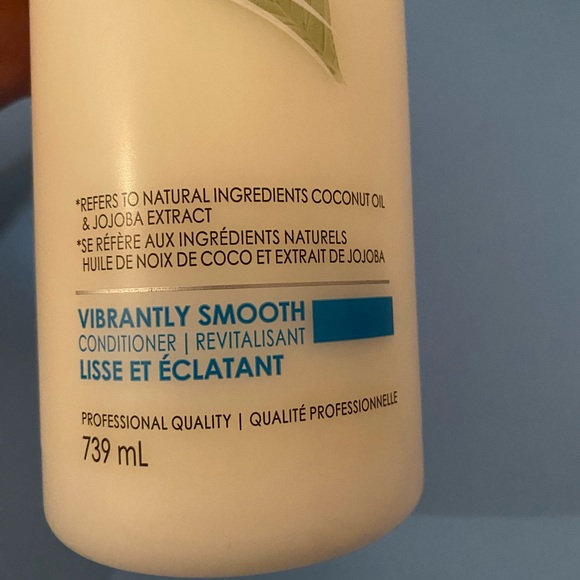 *REFERS TO NATURAL INGREDIENTS COCONUT OIL
& JOJOBA EXTRACT
*SE RÉFÈRE AUX INGRÉDIENTS NATURELS
HUILE DE NOIX DE COCO ET EXTRAIT DE JOJOBA
VIBRANTLY SMOOTH
CONDITIONER | REVITALISANT
LISSE ET ÉCLATANT
PROFESSIONAL QUALITY | QUALITÉ PROFESSIONNELLE
739 mL